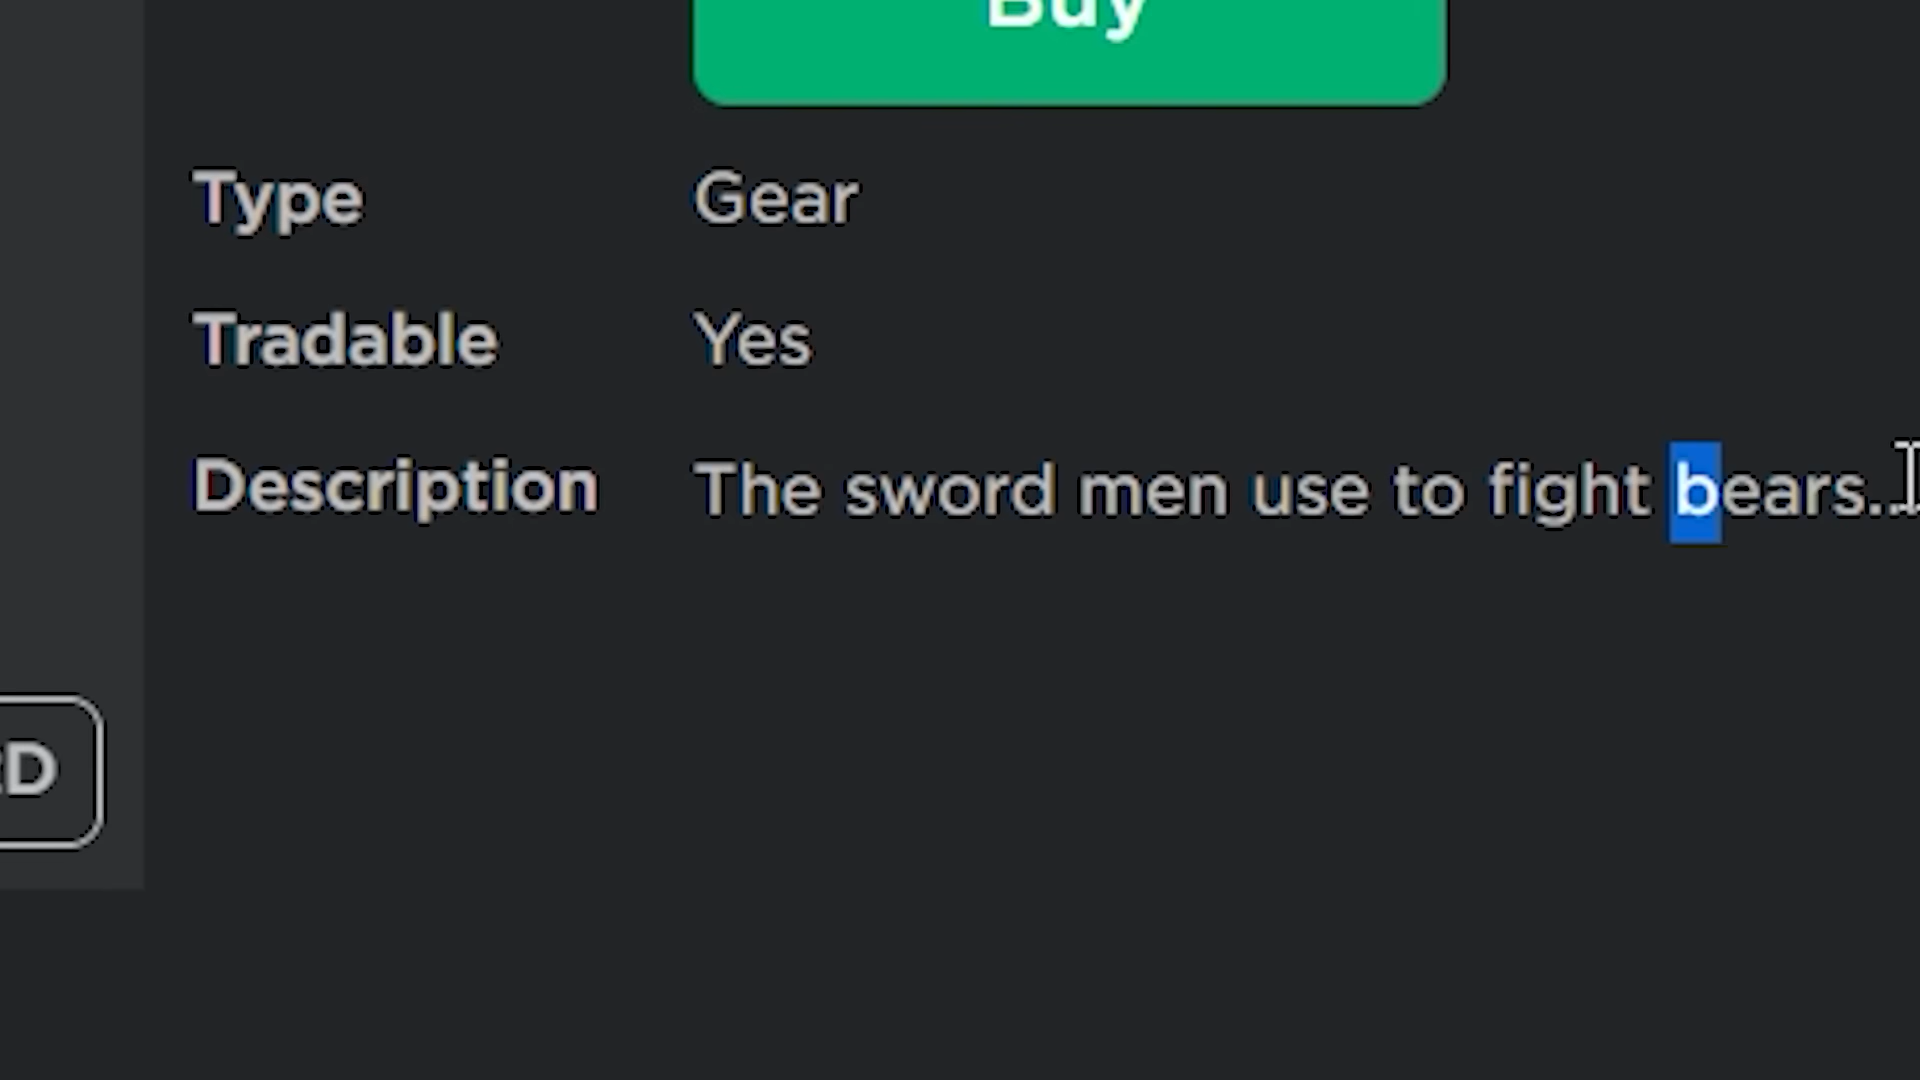 Buy
Type Gear
Tradable Yes
Description The sword men use to fight bears..